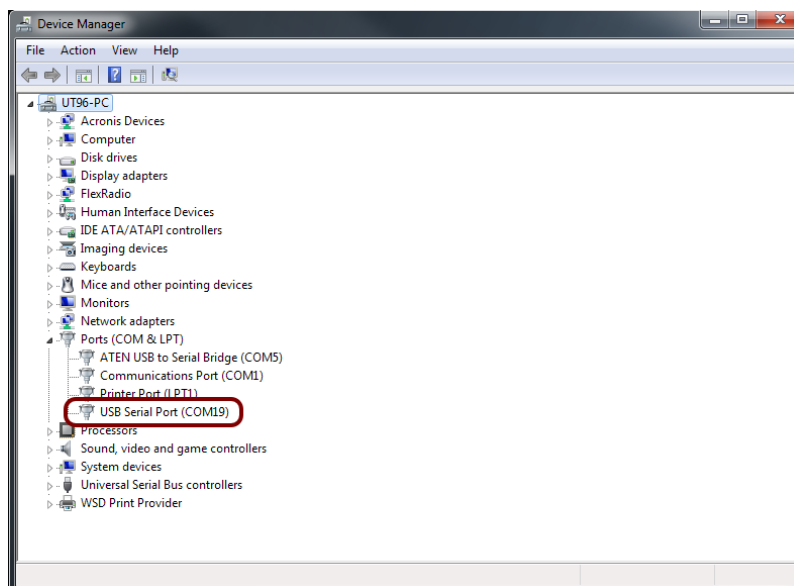 Device Manager
File Action View Help
UT96-PC
Acronis Devices
Computer
Disk drives
Display adapters
FlexRadio
Human Interface Devices
IDE ATA/ATAPI controllers
Imaging devices
Keyboards
Mice and other pointing devices
Monitors
Network adapters
Ports (COM & LPT)
ATEN USB to Serial Bridge (COM5)
Communications Port (COM1)
Printer Port (LPT1)
USB Serial Port (COM19)
Processors
Sound, video and game controllers
System devices
Universal Serial Bus controllers
WSD Print Provider